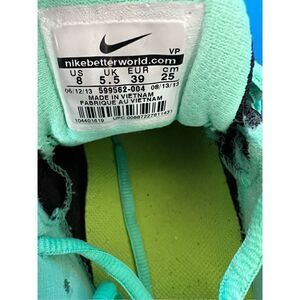 VP
nikebetterworld.com
US UK EUR cm
8 5.5 39 25
06/12/13 599562-004 08/13/13
MADE IN VIETNAM
FABRIQUE AU VIETNAM
104401619